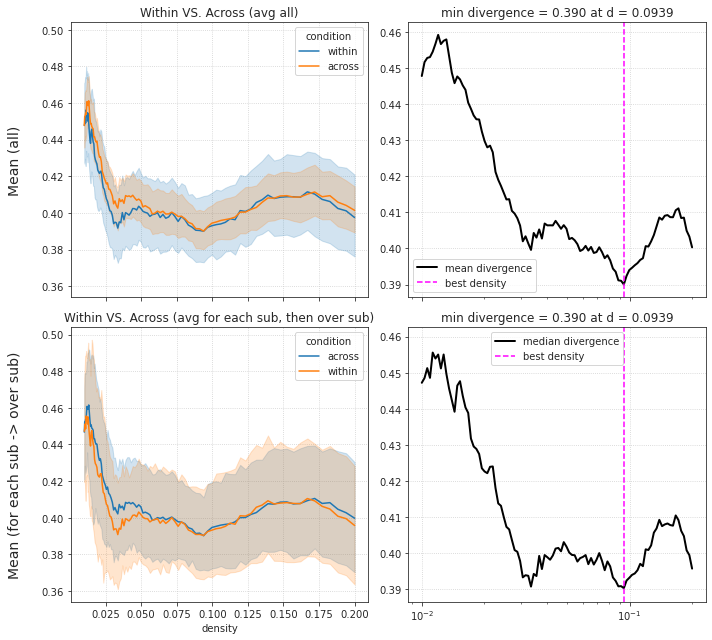 Within VS. Across (avg all)
min divergence = 0.390 at d = 0.0939
Mean (all)
0.50
0.48
0.46
0.44
0.42
0.40
0.38
0.36
condition
within
across
0.46
0.45
0.44
0.43
0.42
0.41
0.40
0.39
mean divergence
best density
Within VS. Across (avg for each sub, then over sub)
min divergence = 0.390 at d = 0.0939
Mean (for each sub -> over sub)
0.50
0.48
0.46
0.44
0.42
0.40
0.38
0.36
condition
across
within
0.025 0.050 0.075 0.100 0.125 0.150 0.175 0.200
density
0.46
0.45
0.44
0.43
0.42
0.41
0.40
0.39
median divergence
best density
10⁻² 10⁻¹